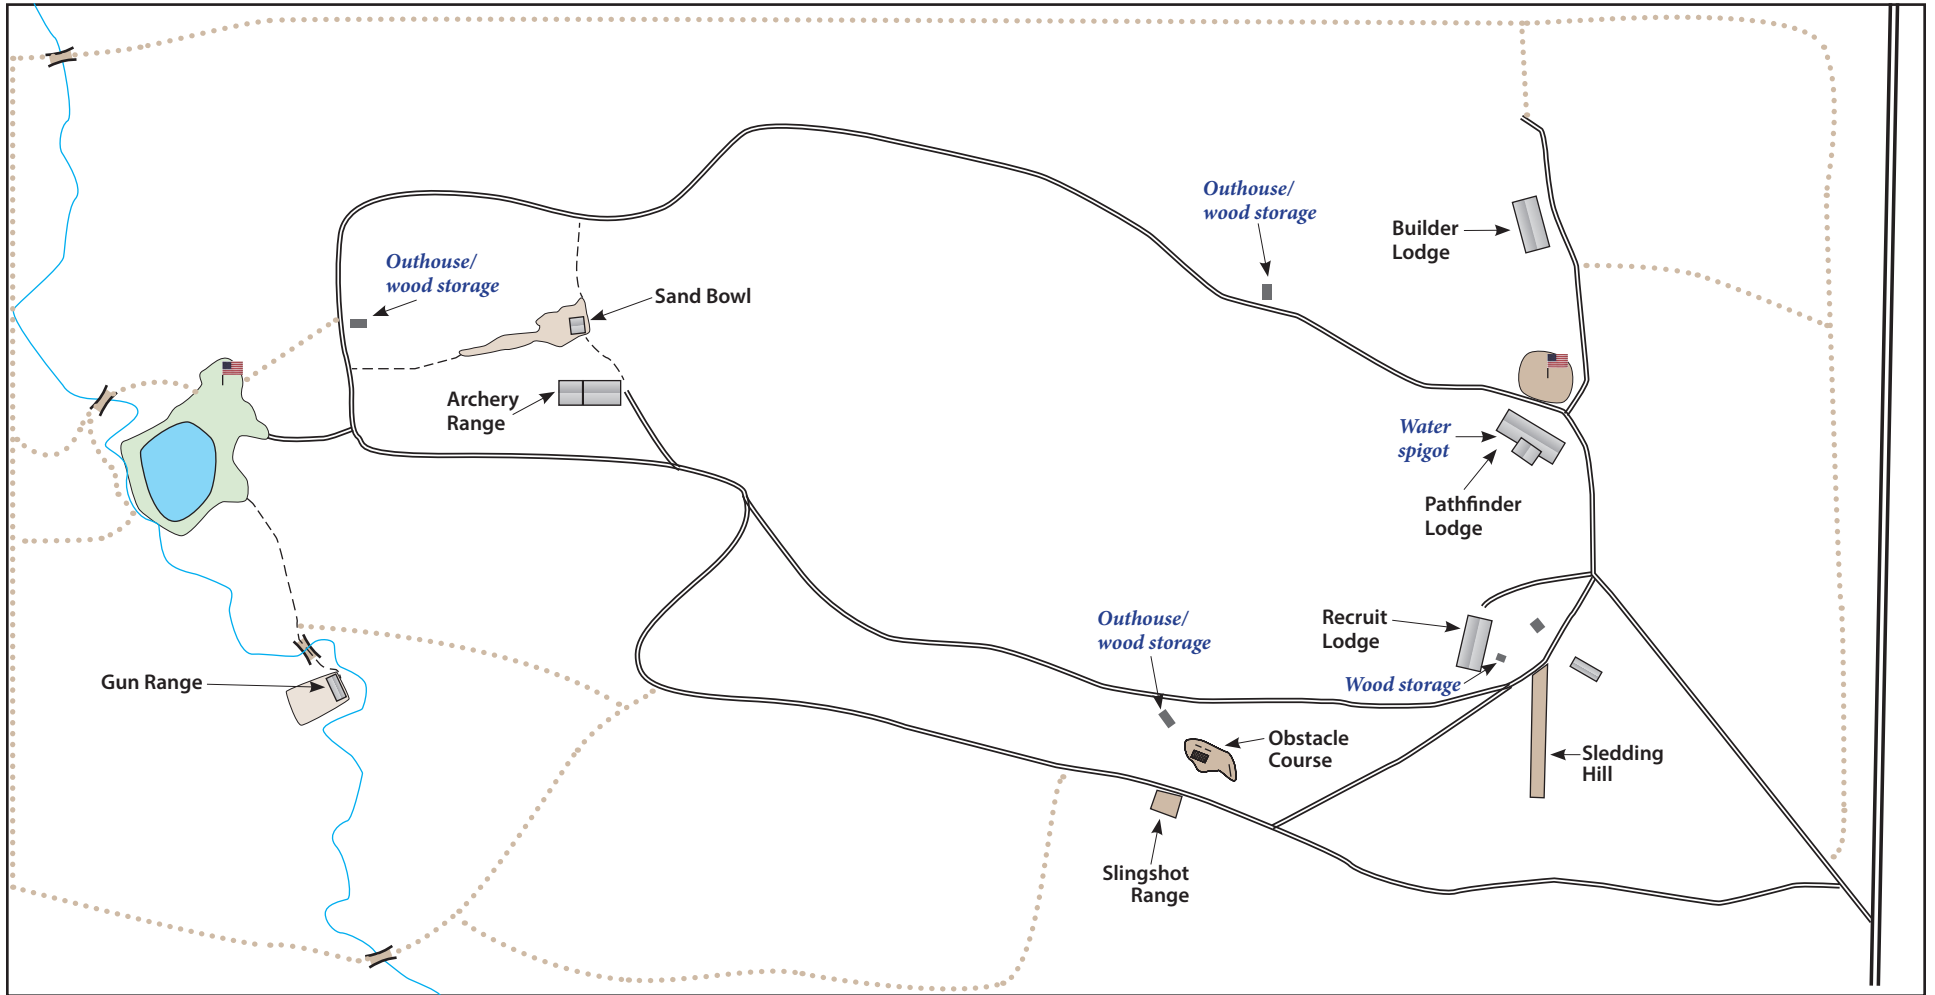 Outhouse/
wood storage
Builder
Lodge
Outhouse/
wood storage
Sand Bowl
Archery
Range
Water
spigot
Pathfinder
Lodge
Outhouse/
wood storage
Recruit
Lodge
Wood storage
Gun Range
Obstacle
Course
Sledding
Hill
Slingshot
Range